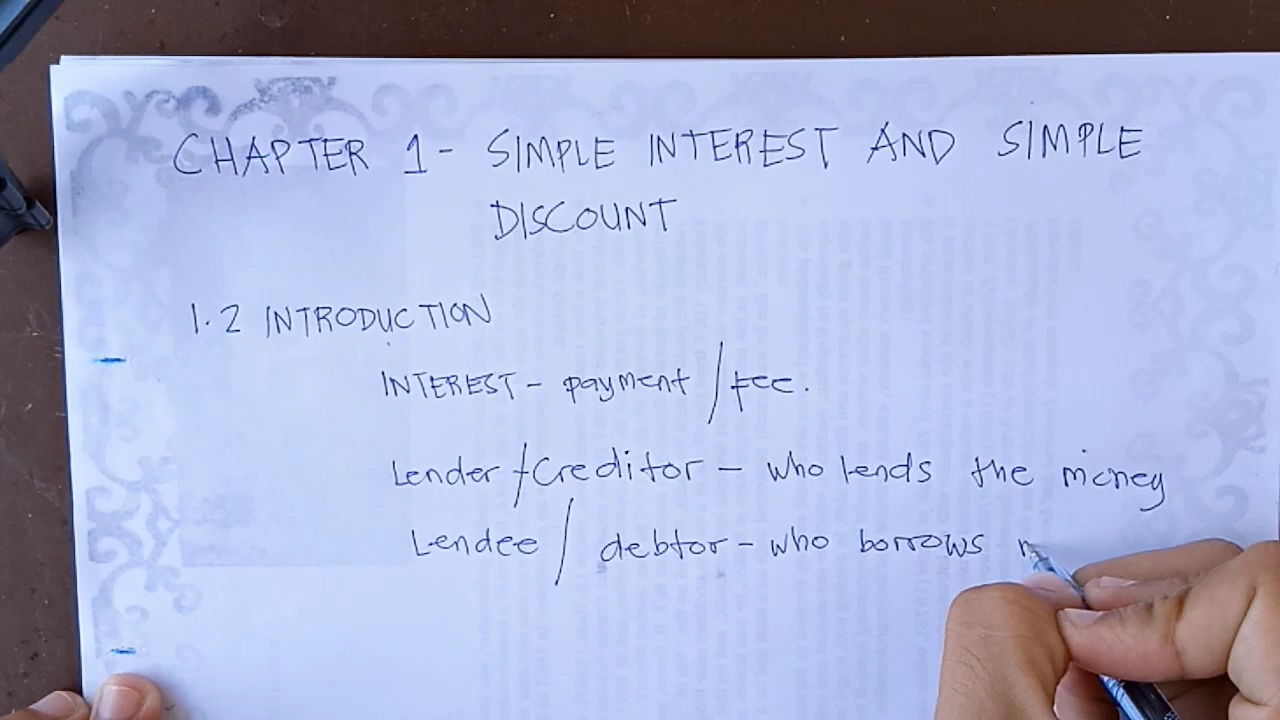 CHAPTER 1- SIMPLE INTEREST AND SIMPLE
DISCOUNT
1.2 INTRODUCTION
INTEREST - payment / fee.
Lender / Creditor - who lends the money
Lendee / debtor - who borrows